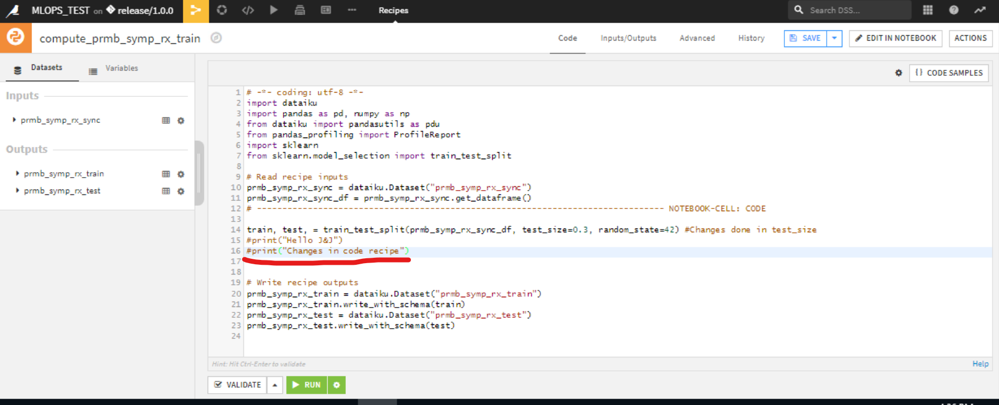 MLOPS_TEST on release/1.0.0 Recipes Search DSS...
compute_prmb_symp_rx_train Code Inputs/Outputs Advanced History SAVE EDIT IN NOTEBOOK ACTIONS
Datasets Variables
{} CODE SAMPLES
Inputs
prmb_symp_rx_sync
Outputs
prmb_symp_rx_train
prmb_symp_rx_test
1 # -*- coding: utf-8 -*-
2 import dataiku
3 import pandas as pd, numpy as np
4 from dataiku import pandasutils as pdu
5 from pandas_profiling import ProfileReport
6 import sklearn
7 from sklearn.model_selection import train_test_split
8
9 # Read recipe inputs
10 prmb_symp_rx_sync = dataiku.Dataset("prmb_symp_rx_sync")
11 prmb_symp_rx_sync_df = prmb_symp_rx_sync.get_dataframe()
12 # -------------------------------------------------------------------------------- NOTEBOOK-CELL: CODE
13
14 train, test, = train_test_split(prmb_symp_rx_sync_df, test_size=0.3, random_state=42) #Changes done in test_size
15 #print("Hello J&J")
16 #print("Changes in code recipe")
17
18
19 # Write recipe outputs
20 prmb_symp_rx_train = dataiku.Dataset("prmb_symp_rx_train")
21 prmb_symp_rx_train.write_with_schema(train)
22 prmb_symp_rx_test = dataiku.Dataset("prmb_symp_rx_test")
23 prmb_symp_rx_test.write_with_schema(test)
24
Hint: Hit Ctrl-Enter to validate Help
VALIDATE RUN